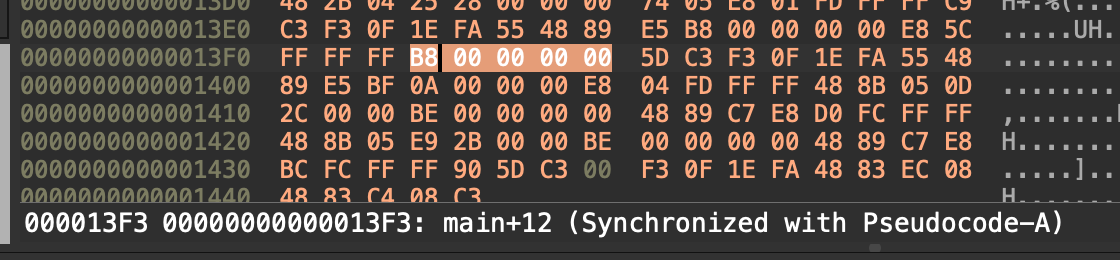 00000000000013D0 48 2B 04 25 28 00 00 00 74 05 E8 01 FD FF FF C9 H+.%(...t..
00000000000013E0 C3 F3 0F 1E FA 55 48 89 E5 B8 00 00 00 00 E8 5C .....UH.
00000000000013F0 FF FF FF B8 00 00 00 00 5D C3 F3 0F 1E FA 55 48 ........
0000000000001400 89 E5 BF 0A 00 00 00 E8 04 FD FF FF 48 8B 05 0D ........
0000000000001410 2C 00 00 BE 00 00 00 00 48 89 C7 E8 D0 FC FF FF ,.......
0000000000001420 48 8B 05 E9 2B 00 00 BE 00 00 00 00 48 89 C7 E8 H.......
0000000000001430 BC FC FF FF 90 5D C3 00 F3 0F 1E FA 48 83 EC 08 .....]..
0000000000001440 48 83 C4 08 C3 H.......
000013F3 00000000000013F3: main+12 (Synchronized with Pseudocode-A)